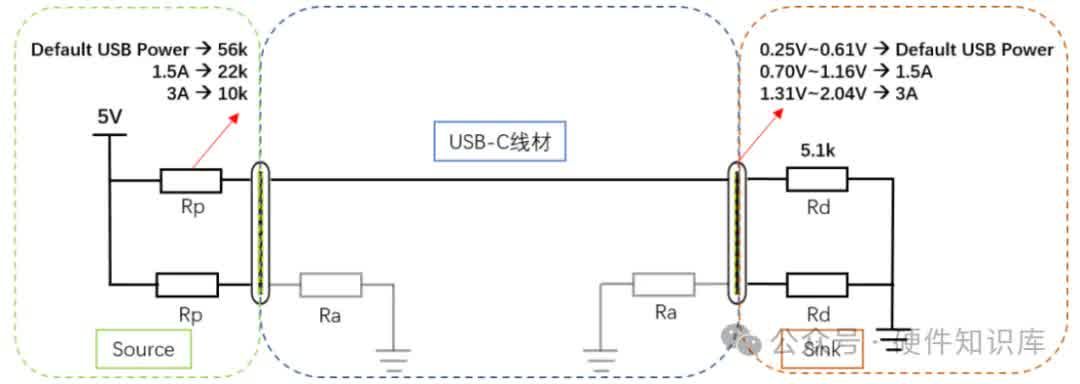 Default USB Power → 56k
1.5A → 22k
3A → 10k
0.25V~0.61V → Default USB Power
0.70V~1.16V → 1.5A
1.31V~2.04V → 3A
5V
USB-C线材
5.1k
Rp
Rd
Rp
Ra
Ra
Rd
Source
Sink
公众号 · 硬件知识库